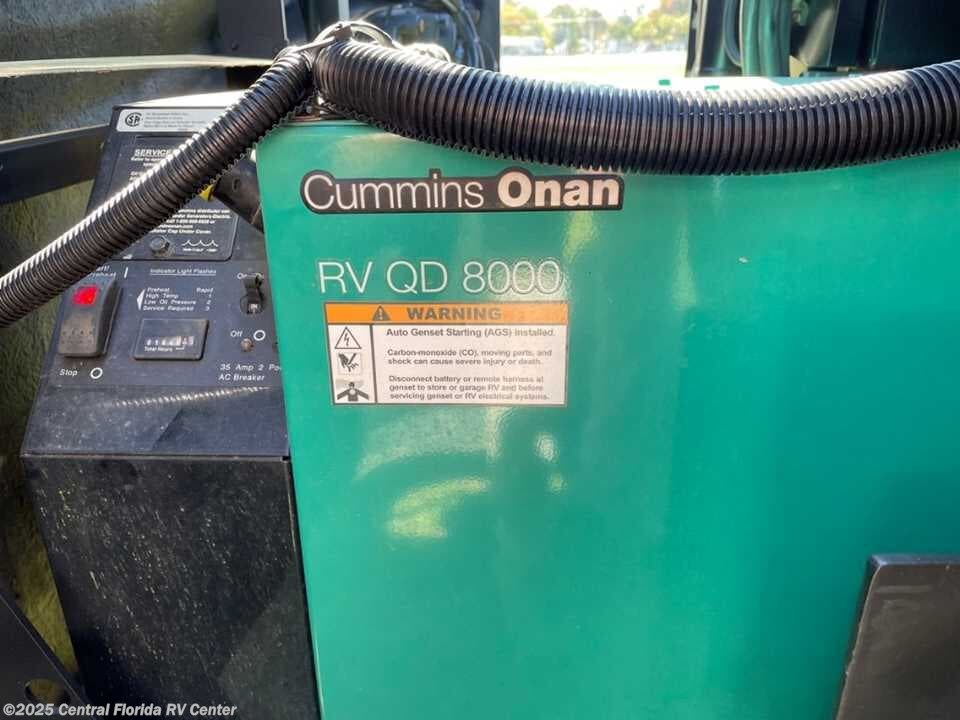 Cummins Onan
RV QD 8000
WARNING
Auto Genset Starting (AGS) Installed.
Carbon-monoxide (CO), moving parts, and
shock can cause severe injury or death.
Disconnect battery or remote harness at
genset to store or garage RV and before
servicing genset or RV electrical systems.
SERVICE
Indicator Light Flashes
Preheat Rapid
High Temp 1
Low Oil Pressure 2
Service Required 3
Total Hours
Stop
Off
On
35 Amp 2 Po
AC Breaker
©2025 Central Florida RV Center